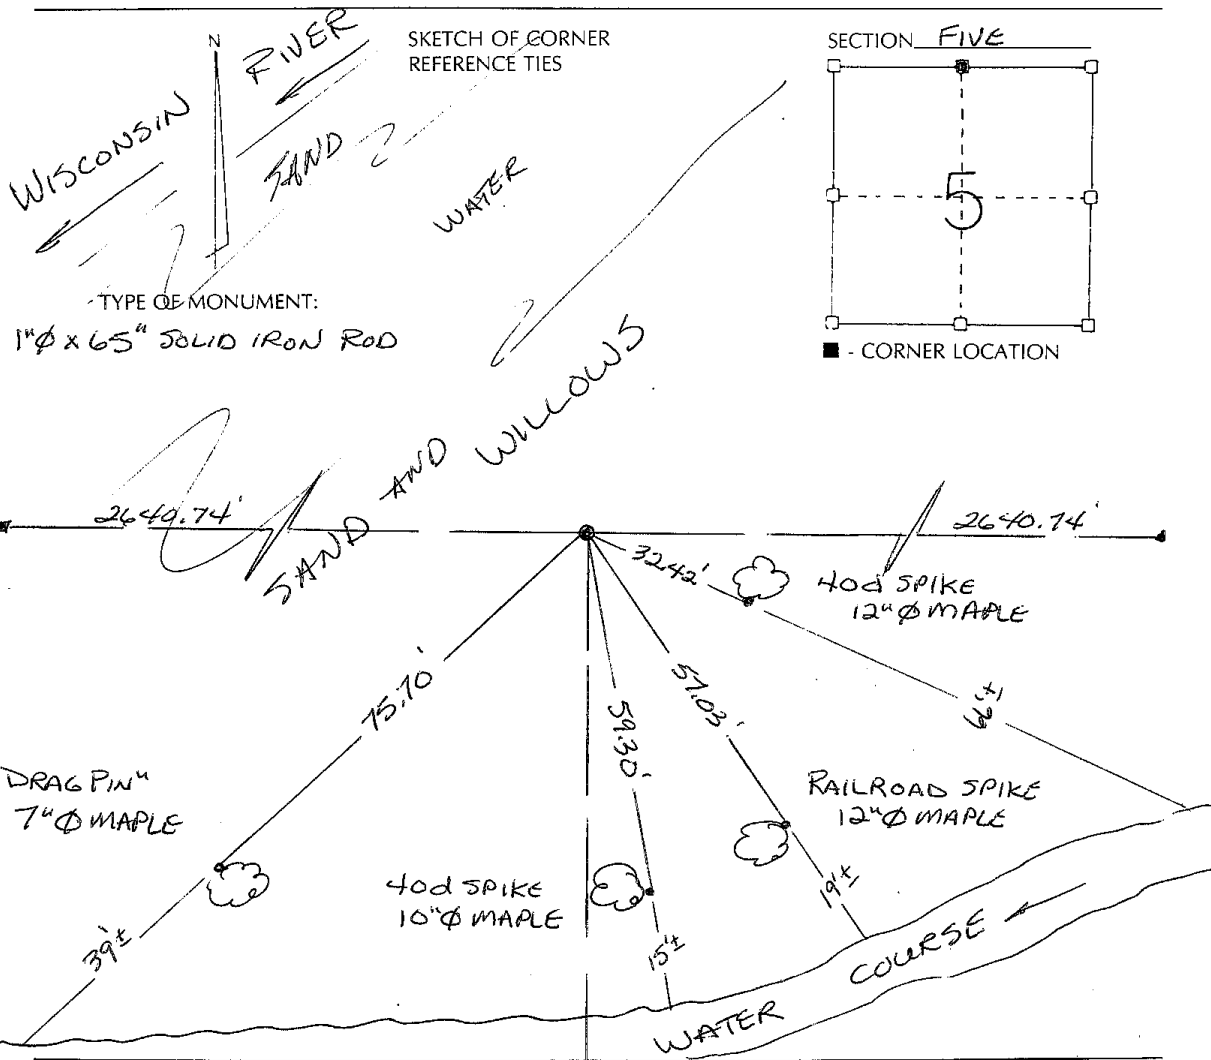 N
WISCONSIN RIVER
SKETCH OF CORNER
REFERENCE TIES
SECTION FIVE
SAND
WATER
5
TYPE OF MONUMENT:
1"Ø x 65" SOLID IRON ROD
■ - CORNER LOCATION
SAND AND WILLOWS
2640.74'
2640.74'
32.42'
40d SPIKE
12"Ø MAPLE
75.70'
59.30'
57.03'
66'±
DRAG PIN"
7"Ø MAPLE
RAILROAD SPIKE
12"Ø MAPLE
40d SPIKE
10"Ø MAPLE
39'±
15'±
19'±
WATER COURSE